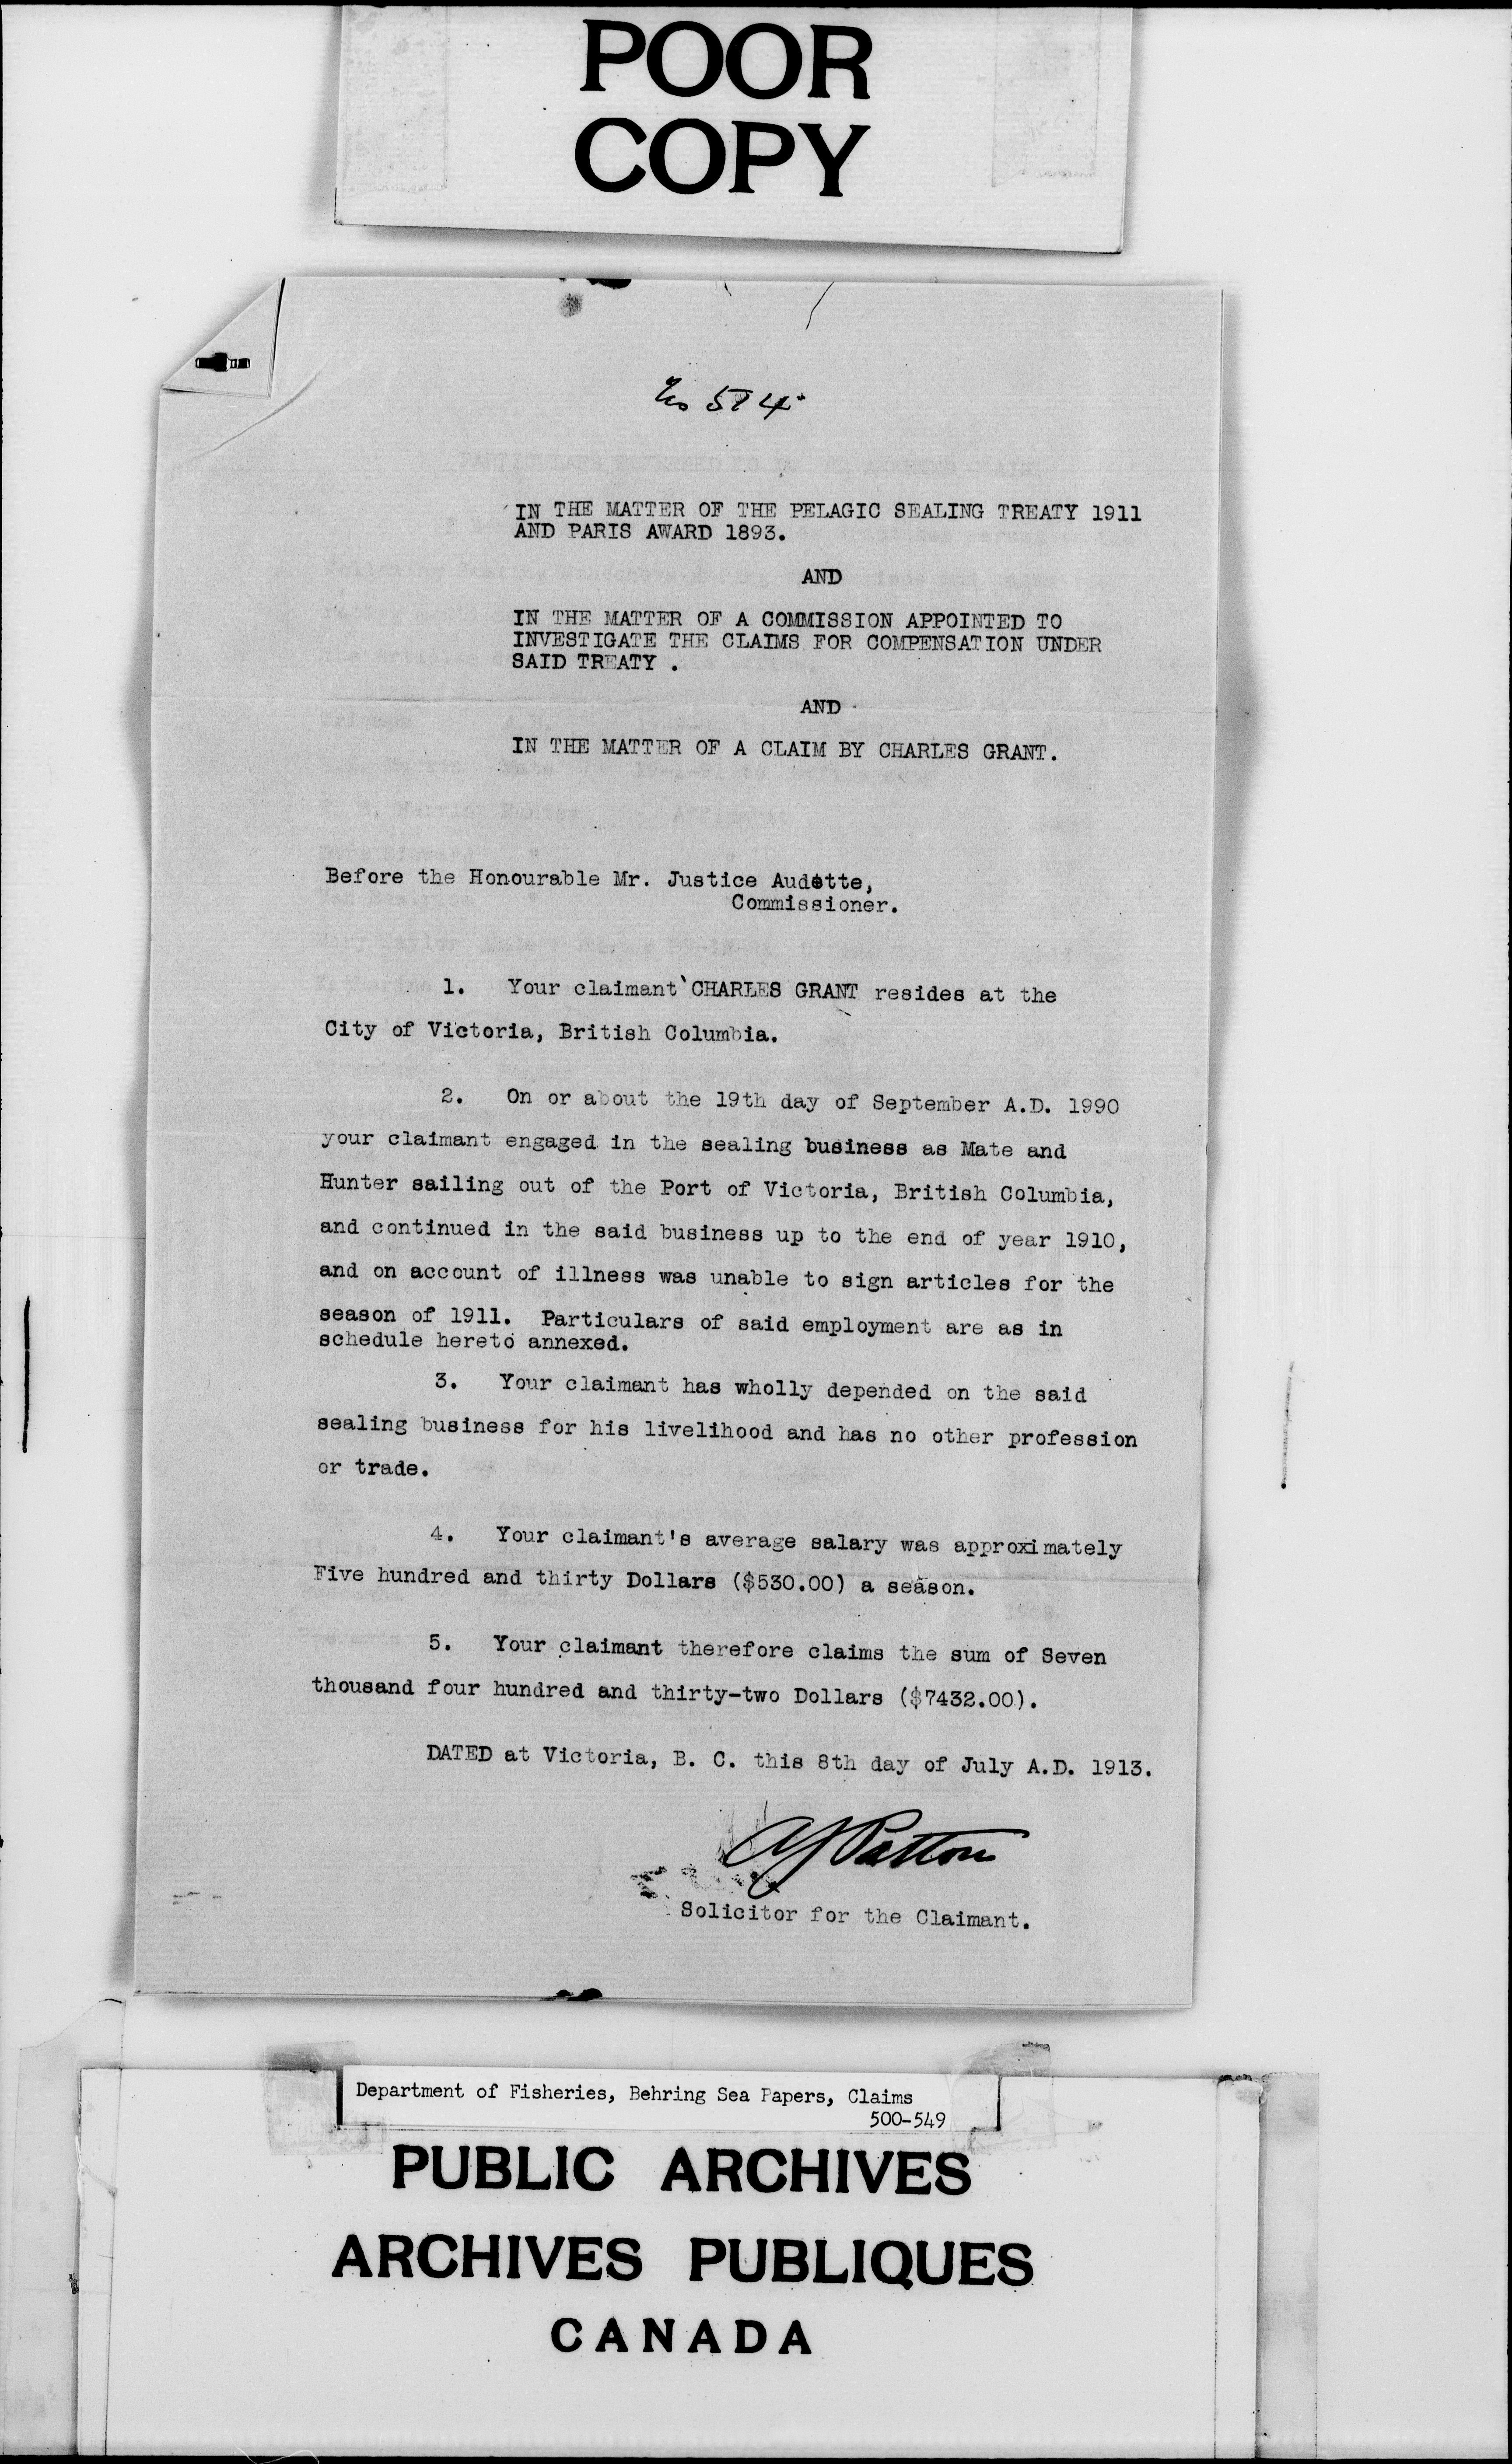 POOR
COPY
No 514
IN THE MATTER OF THE PELAGIC SEALING TREATY 1911
AND PARIS AWARD 1893.
AND
IN THE MATTER OF A COMMISSION APPOINTED TO
INVESTIGATE THE CLAIMS FOR COMPENSATION UNDER
SAID TREATY .
AND
IN THE MATTER OF A CLAIM BY CHARLES GRANT.
Before the Honourable Mr. Justice Audette,
Commissioner.
1. Your claimant CHARLES GRANT resides at the
City of Victoria, British Columbia.
2. On or about the 19th day of September A.D. 1990
your claimant engaged in the sealing business as Mate and
Hunter sailing out of the Port of Victoria, British Columbia,
and continued in the said business up to the end of year 1910,
and on account of illness was unable to sign articles for the
season of 1911. Particulars of said employment are as in
schedule hereto annexed.
3. Your claimant has wholly depended on the said
sealing business for his livelihood and has no other profession
or trade.
4. Your claimant's average salary was approximately
Five hundred and thirty Dollars ($530.00) a season.
5. Your claimant therefore claims the sum of Seven
thousand four hundred and thirty-two Dollars ($7432.00).
DATED at Victoria, B. C. this 8th day of July A.D. 1913.
Patton
Solicitor for the Claimant.
Department of Fisheries, Behring Sea Papers, Claims
500-549
PUBLIC ARCHIVES
ARCHIVES PUBLIQUES
CANADA